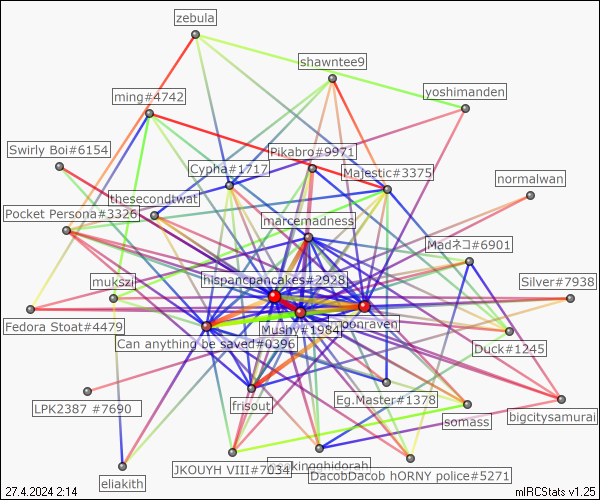 zebula
shawntee9
yoshimanden
ming#4742
Swirly Boi#6154
Pikabro#9971
Cypha#1717
Majestic#3375
normalwan
thesecondtwat
Pocket Persona#3326
marcemadness
Madネコ#6901
hispancpancakes#2928
mukszi
Silver#7938
Fedora Stoat#4479
Mushy#1984
oonraven
Can anything be saved#0396
Duck#1245
LPK2387 #7690
frisout
Eg.Master#1378
bigcitysamurai
somass
eliakith
JKOUYH VIII#7034
kingghidorah
DacobDacob hORNY police#5271
27.4.2024 2:14
mIRCStats v1.25